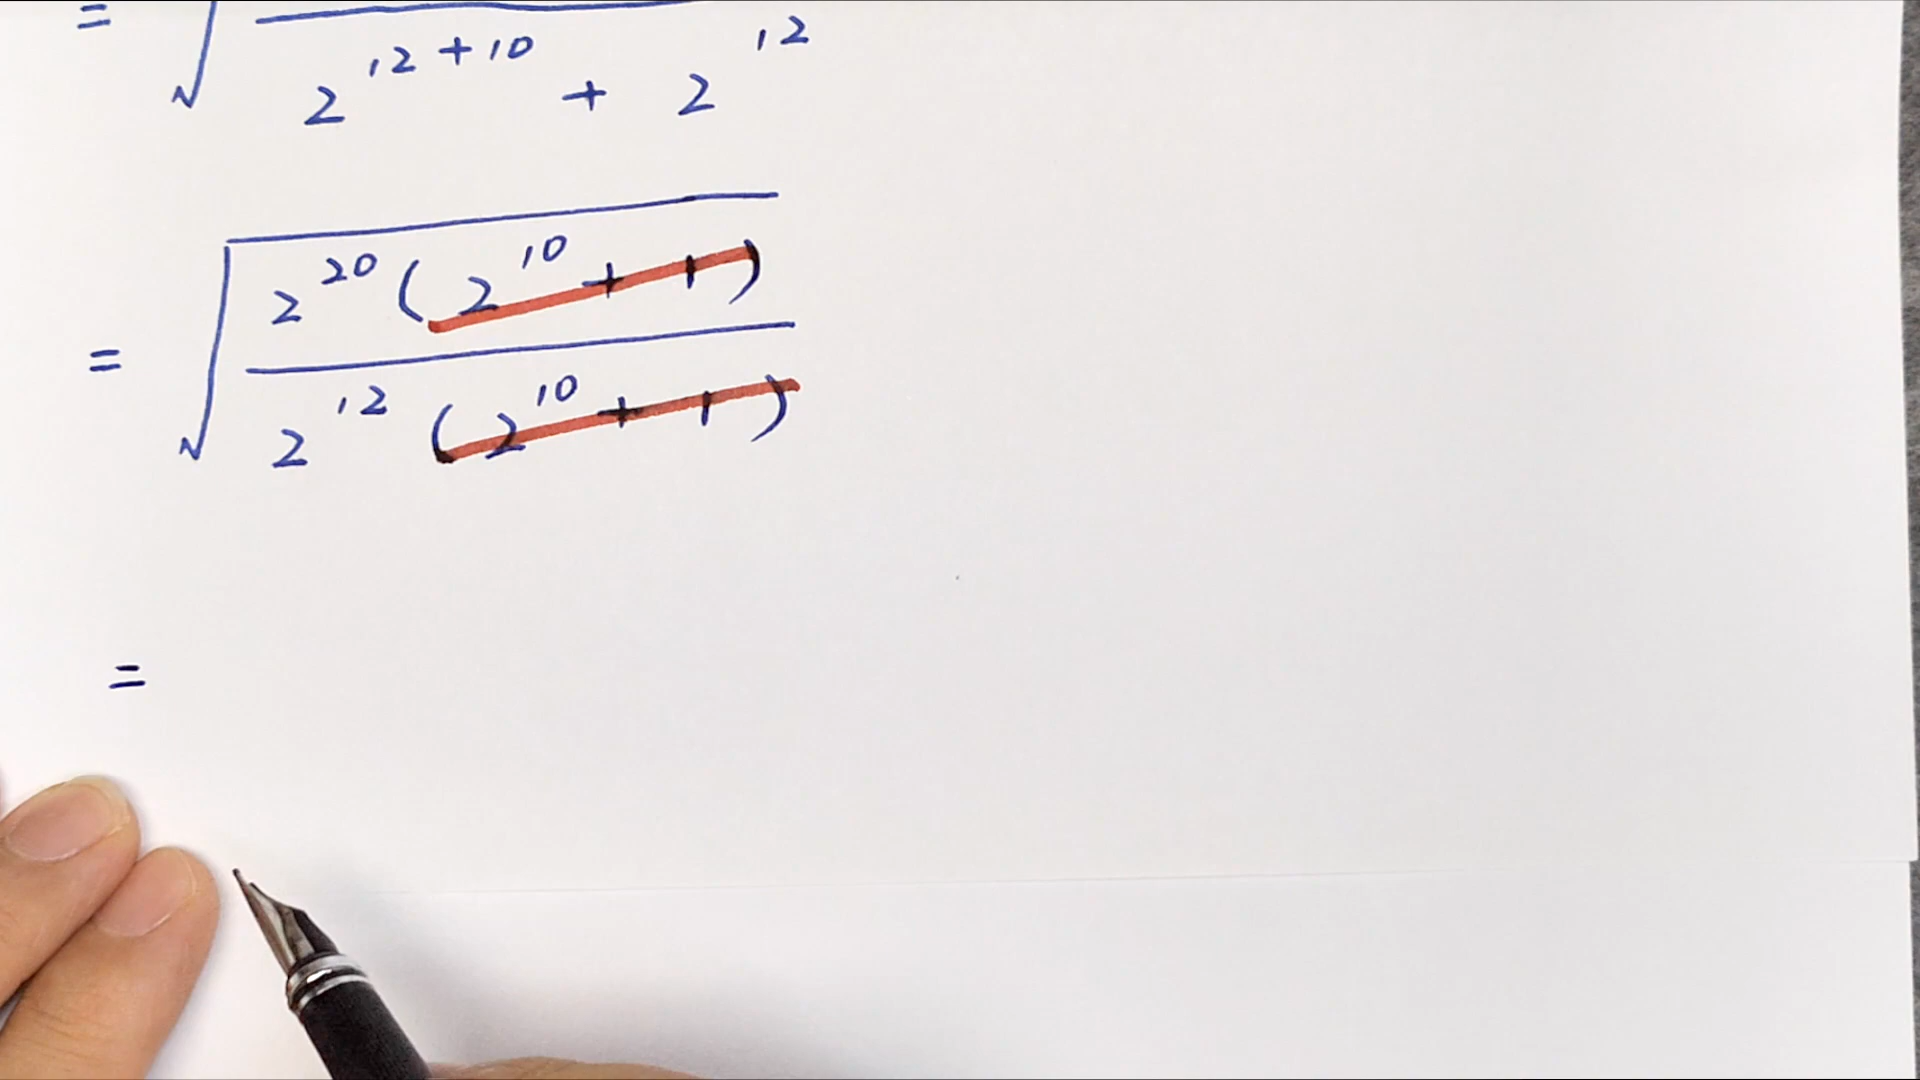 = √
2^{12+10} + 2^{12}
= √
2^{20} (2^{10} + 1)
2^{12} (2^{10} + 1)
=